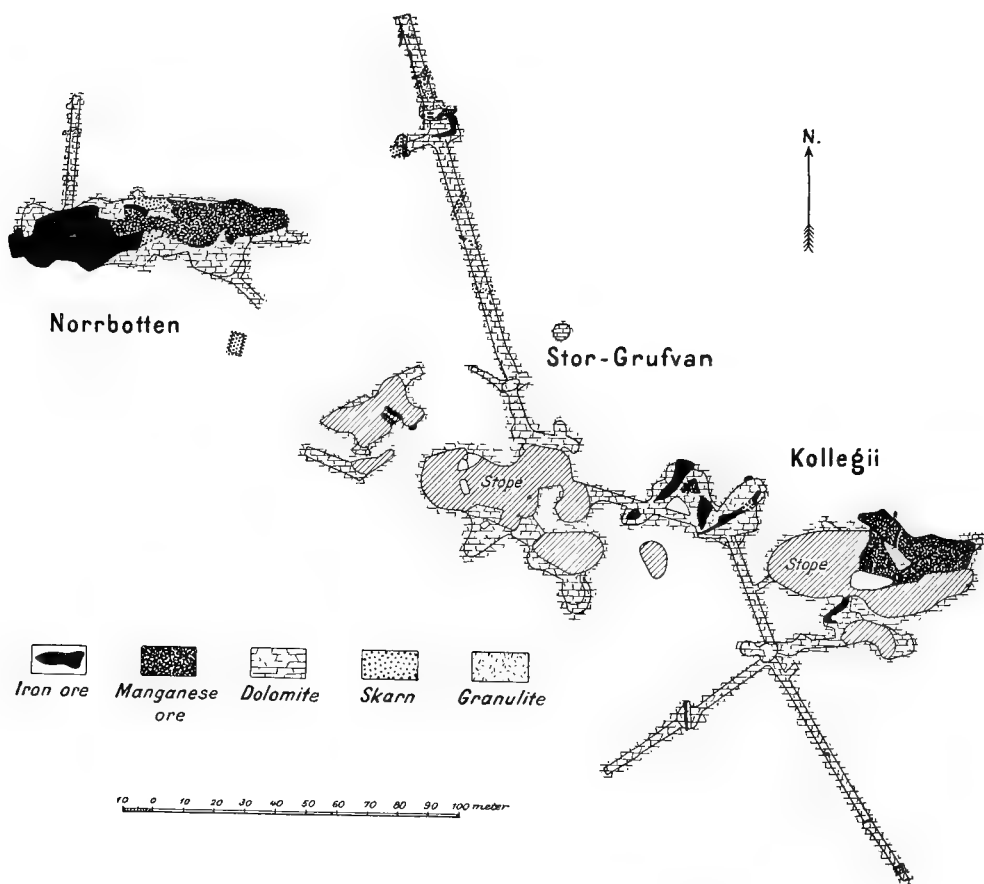 N.
Norrbotten
Stor-Grufvan
Kollegii
Stope
Stope
Iron ore
Manganese
ore
Dolomite
Skarn
Granulite
10 0 10 20 30 40 50 60 70 80 90 100 meter